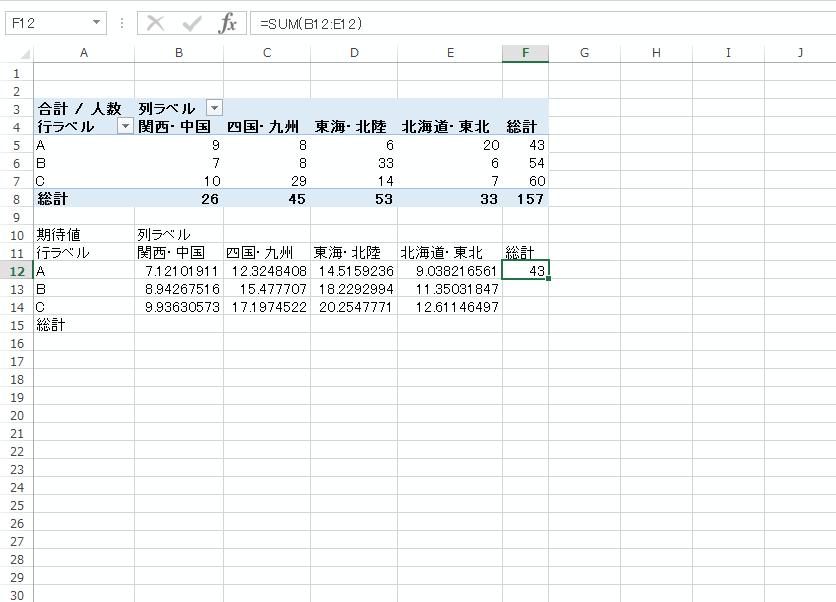 F12 fx =SUM(B12:E12)
A B C D E F G H I J
1
2
3 合計 / 人数 列ラベル
4 行ラベル 関西・中国 四国・九州 東海・北陸 北海道・東北 総計
5 A 9 8 6 20 43
6 B 7 8 33 6 54
7 C 10 29 14 7 60
8 総計 26 45 53 33 157
9
10 期待値 列ラベル
11 行ラベル 関西・中国 四国・九州 東海・北陸 北海道・東北 総計
12 A 7.12101911 12.3248408 14.5159236 9.038216561 43
13 B 8.94267516 15.477707 18.2292994 11.35031847
14 C 9.93630573 17.1974522 20.2547771 12.61146497
15 総計
16
17
18
19
20
21
22
23
24
25
26
27
28
29
30